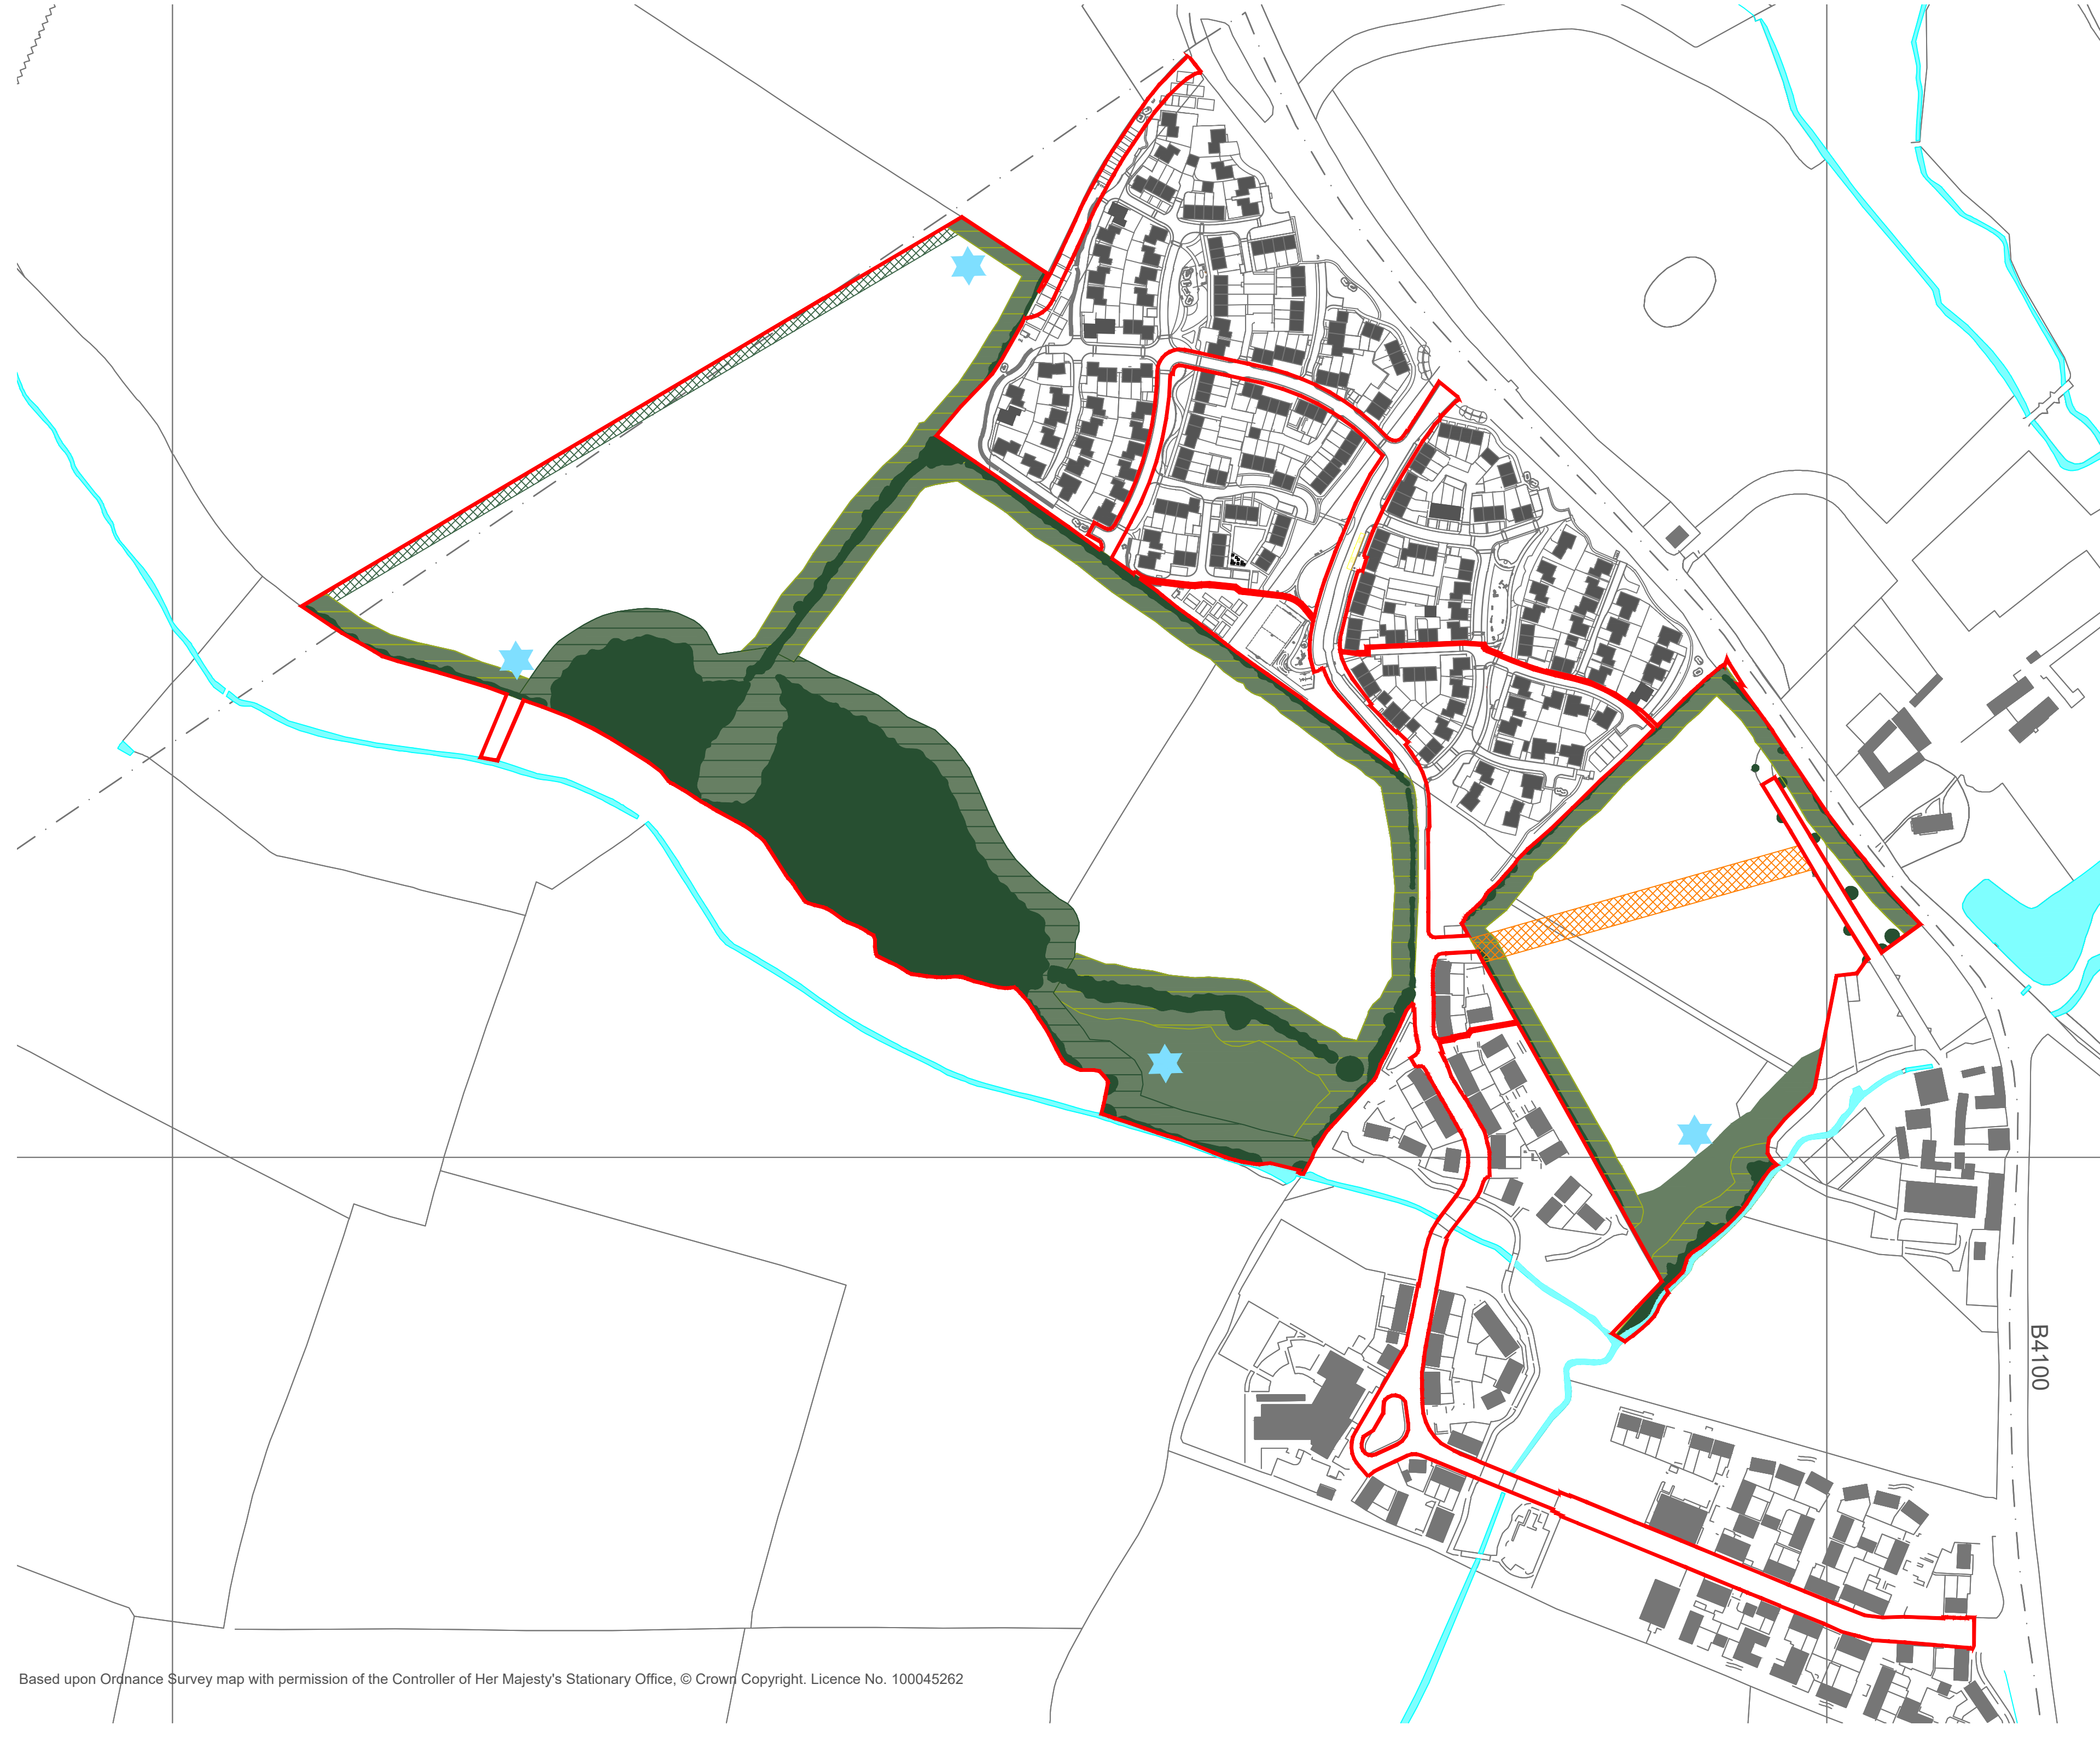 B4100
Based upon Ordnance Survey map with permission of the Controller of Her Majesty's Stationary Office, © Crown Copyright. Licence No. 100045262